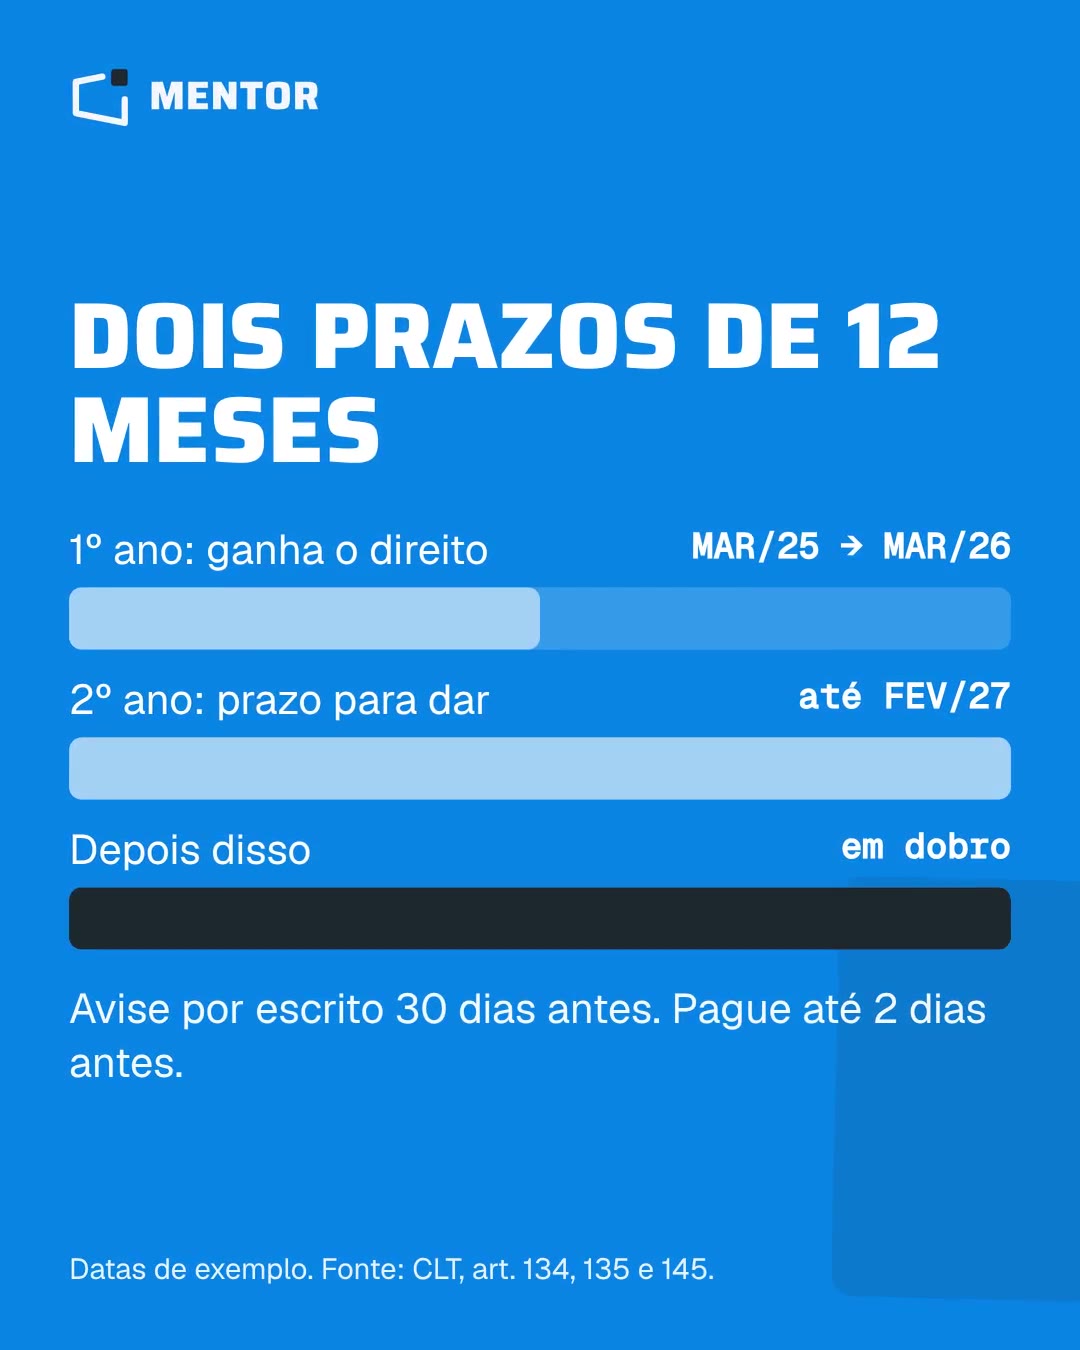 MENTOR
DOIS PRAZOS DE 12
MESES
1º ano: ganha o direito MAR/25 → MAR/26
2º ano: prazo para dar até FEV/27
Depois disso em dobro
Avise por escrito 30 dias antes. Pague até 2 dias
antes.
Datas de exemplo. Fonte: CLT, art. 134, 135 e 145.